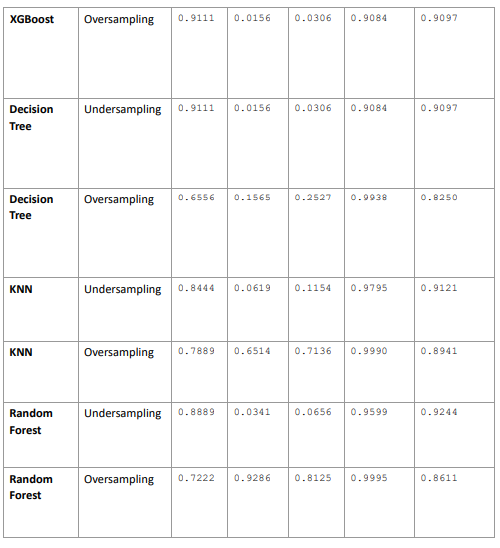 XGBoost Oversampling 0.9111 0.0156 0.0306 0.9084 0.9097
Decision Undersampling 0.9111 0.0156 0.0306 0.9084 0.9097
Tree
Decision Oversampling 0.6556 0.1565 0.2527 0.9938 0.8250
Tree
KNN Undersampling 0.8444 0.0619 0.1154 0.9795 0.9121
KNN Oversampling 0.7889 0.6514 0.7136 0.9990 0.8941
Random Undersampling 0.8889 0.0341 0.0656 0.9599 0.9244
Forest
Random Oversampling 0.7222 0.9286 0.8125 0.9995 0.8611
Forest